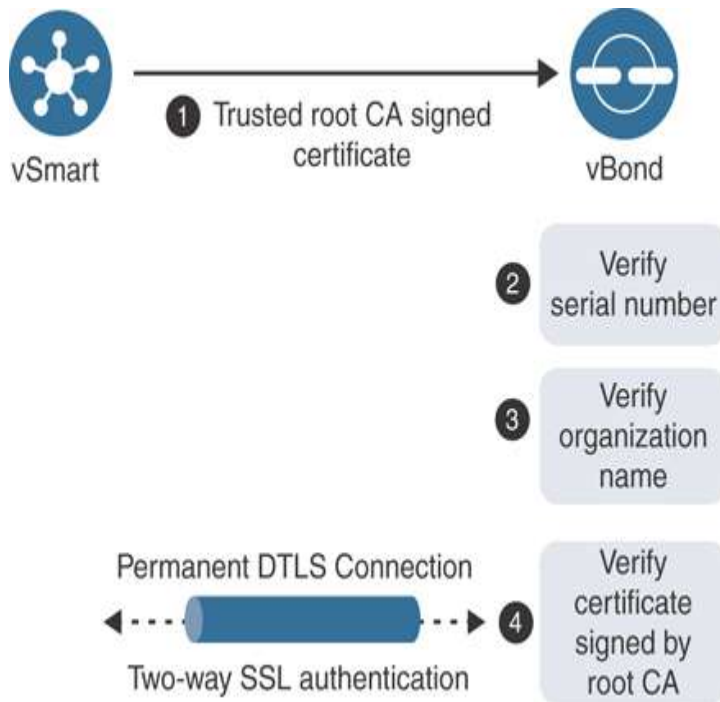 vSmart
vBond
1 Trusted root CA signed
certificate
2 Verify
serial number
3 Verify
organization
name
Permanent DTLS Connection
Two-way SSL authentication
4 Verify
certificate
signed by
root CA